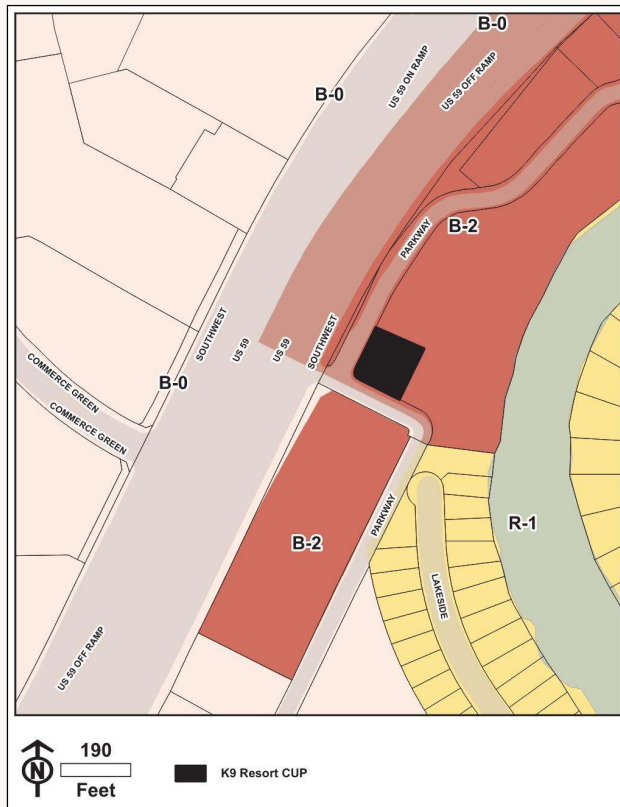 B-0
US 59 ON RAMP
US 59 OFF RAMP
B-0
PARKWAY
B-2
SOUTHWEST
US 59
US 59
SOUTHWEST
B-0
COMMERCE GREEN
COMMERCE GREEN
PARKWAY
R-1
B-2
LAKESIDE
US 59 OFF RAMP
N
190
Feet
K9 Resort CUP